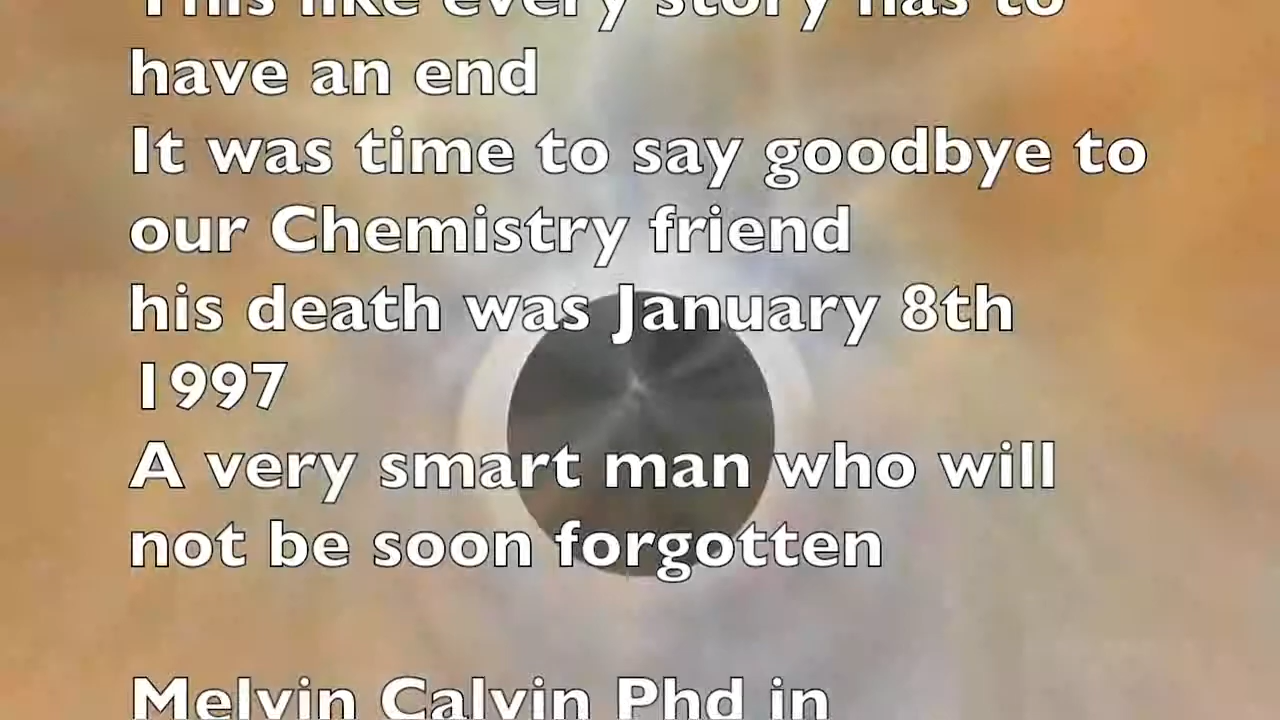 This like every story has to
have an end
It was time to say goodbye to
our Chemistry friend
his death was January 8th
1997
A very smart man who will
not be soon forgotten
Melvin Calvin Phd in